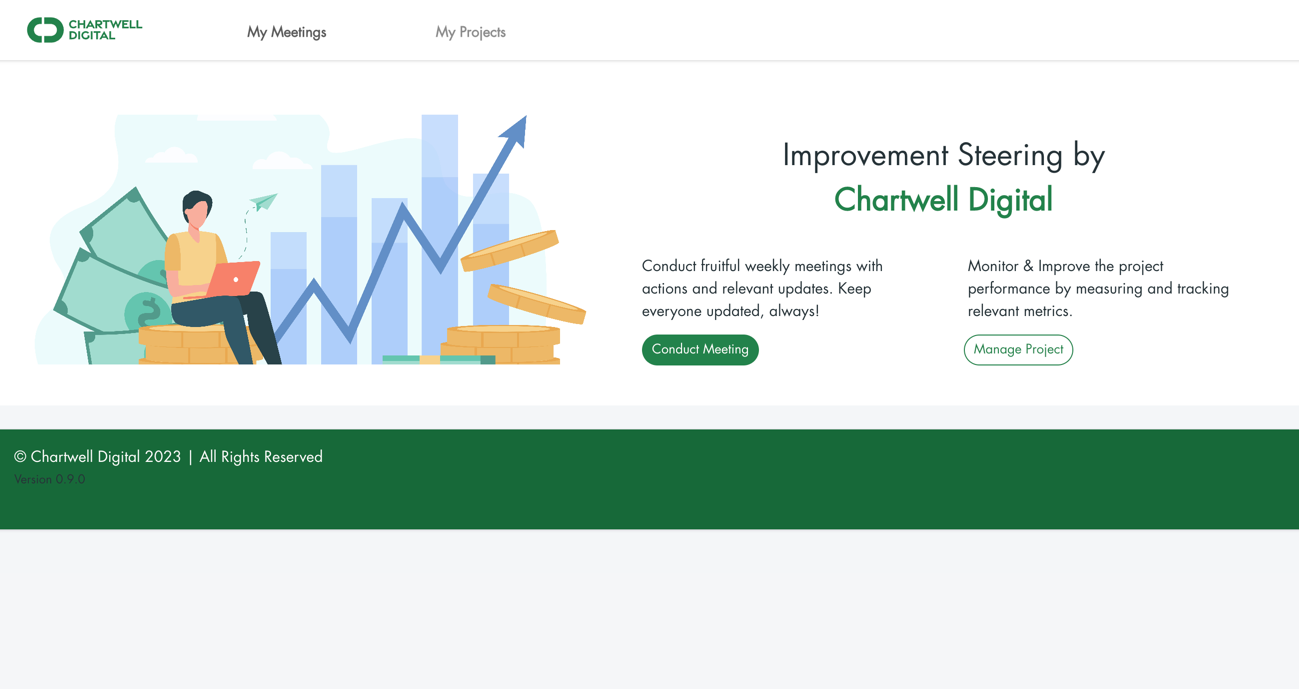 CHARTWELL
DIGITAL
My Meetings
My Projects
Improvement Steering by
Chartwell Digital
Conduct fruitful weekly meetings with
actions and relevant updates. Keep
everyone updated, always!
Conduct Meeting
Monitor & Improve the project
performance by measuring and tracking
relevant metrics.
Manage Project
© Chartwell Digital 2023 | All Rights Reserved
Version 0.9.0